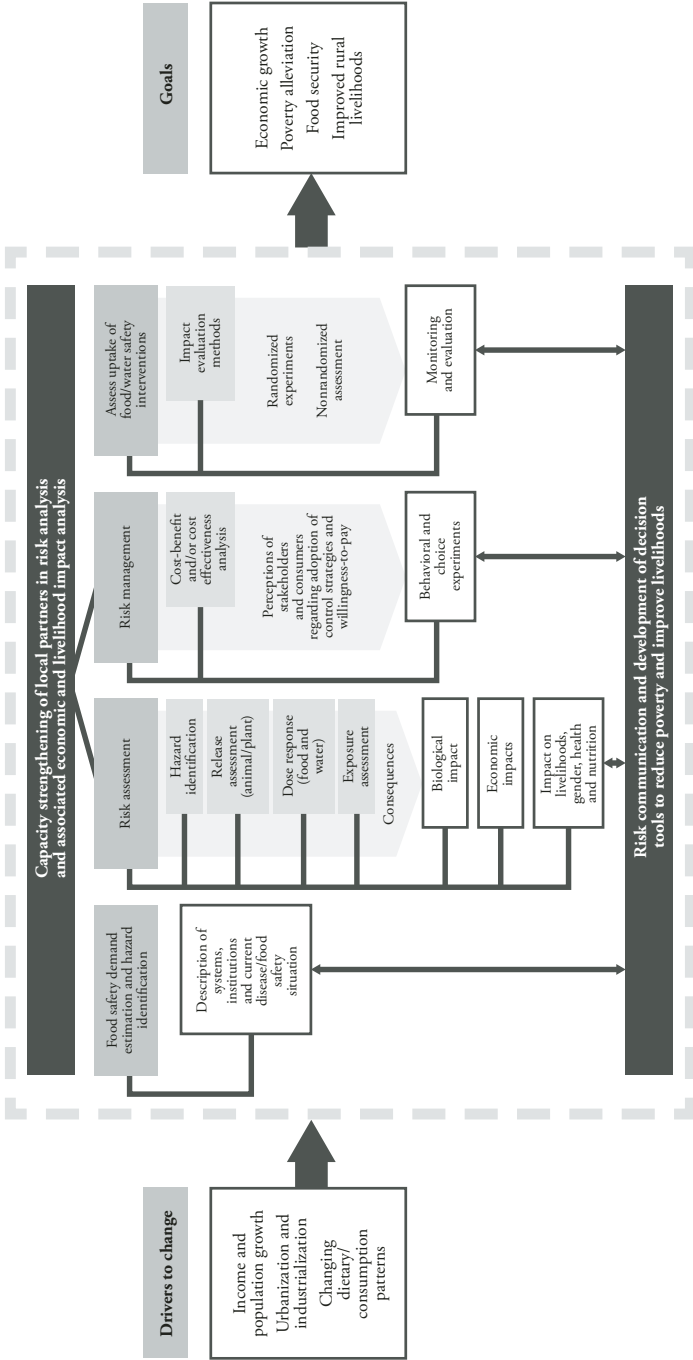 Drivers to change
Income and
population growth
Urbanization and
industrialization
Changing
dietary/
consumption
patterns
Capacity strengthening of local partners in risk analysis
and associated economic and livelihood impact analysis
Food safety demand
estimation and hazard
identification
Description of
systems,
institutions
and current
disease/food
safety
situation
Risk assessment
Hazard
identification
Release
assessment
(animal/plant)
Dose response
(food and
water)
Exposure
assessment
Consequences
Biological
impact
Economic
impacts
Impact on
livelihoods,
gender, health
and nutrition
Risk management
Cost-benefit
and/or cost
effectiveness
analysis
Perceptions of
stakeholders
and consumers
regarding adoption of
control strategies and
willingness-to-pay
Behavioral and
choice
experiments
Assess uptake of
food/water safety
interventions
Impact
evaluation
methods
Randomized
experiments
Nonrandomized
assessment
Monitoring
and evaluation
Risk communication and development of decision
tools to reduce poverty and improve livelihoods
Goals
Economic growth
Poverty alleviation
Food security
Improved rural
livelihoods